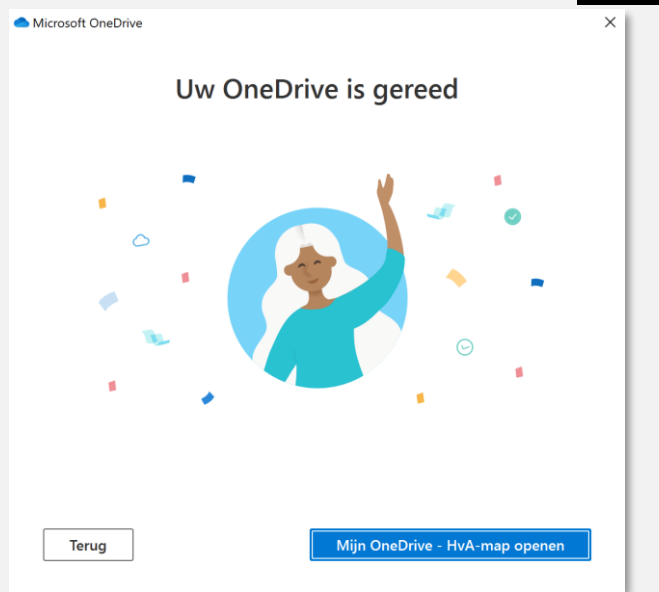 Microsoft OneDrive
Uw OneDrive is gereed
Terug
Mijn OneDrive - HvA-map openen